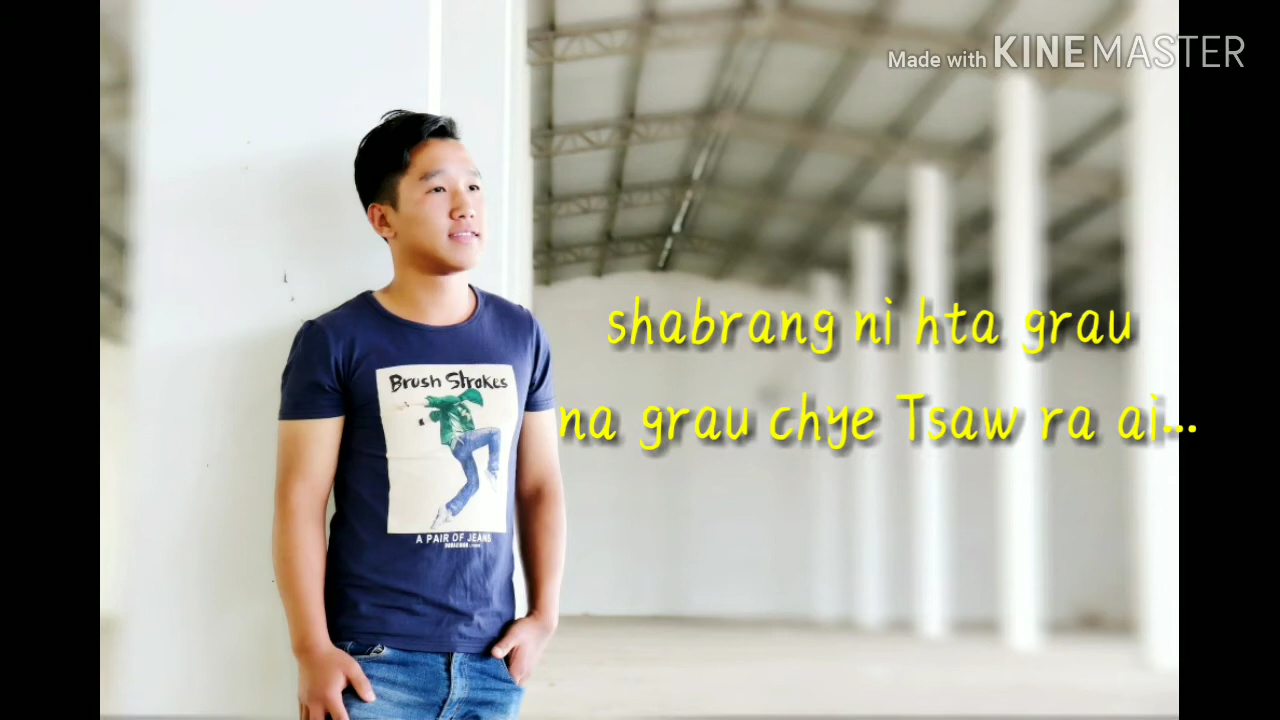 Made with KINEMASTER
shabrang ni hta grau
na grau chye Tsaw ra ai...
Brush Strokes
A PAIR OF JEANS